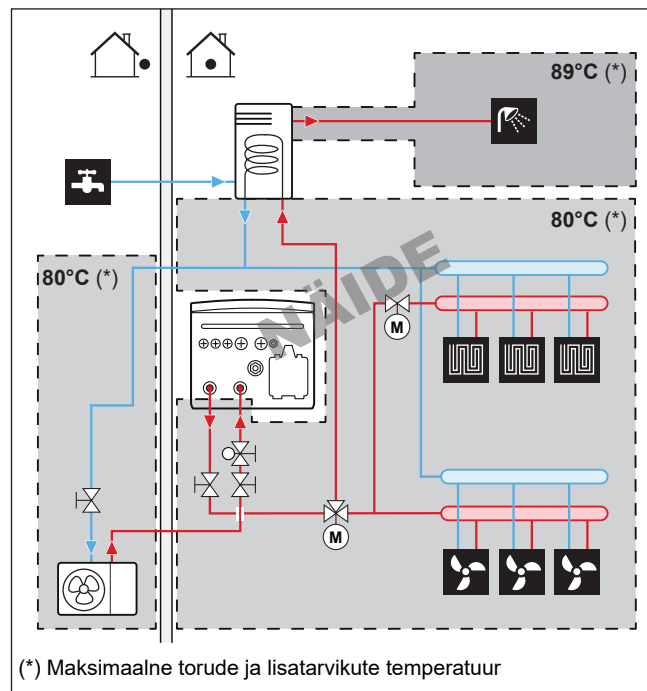 89°C (*)
80°C (*)
80°C (*)
NÄIDE
M
M
(*) Maksimaalne torude ja lisatarvikute temperatuur